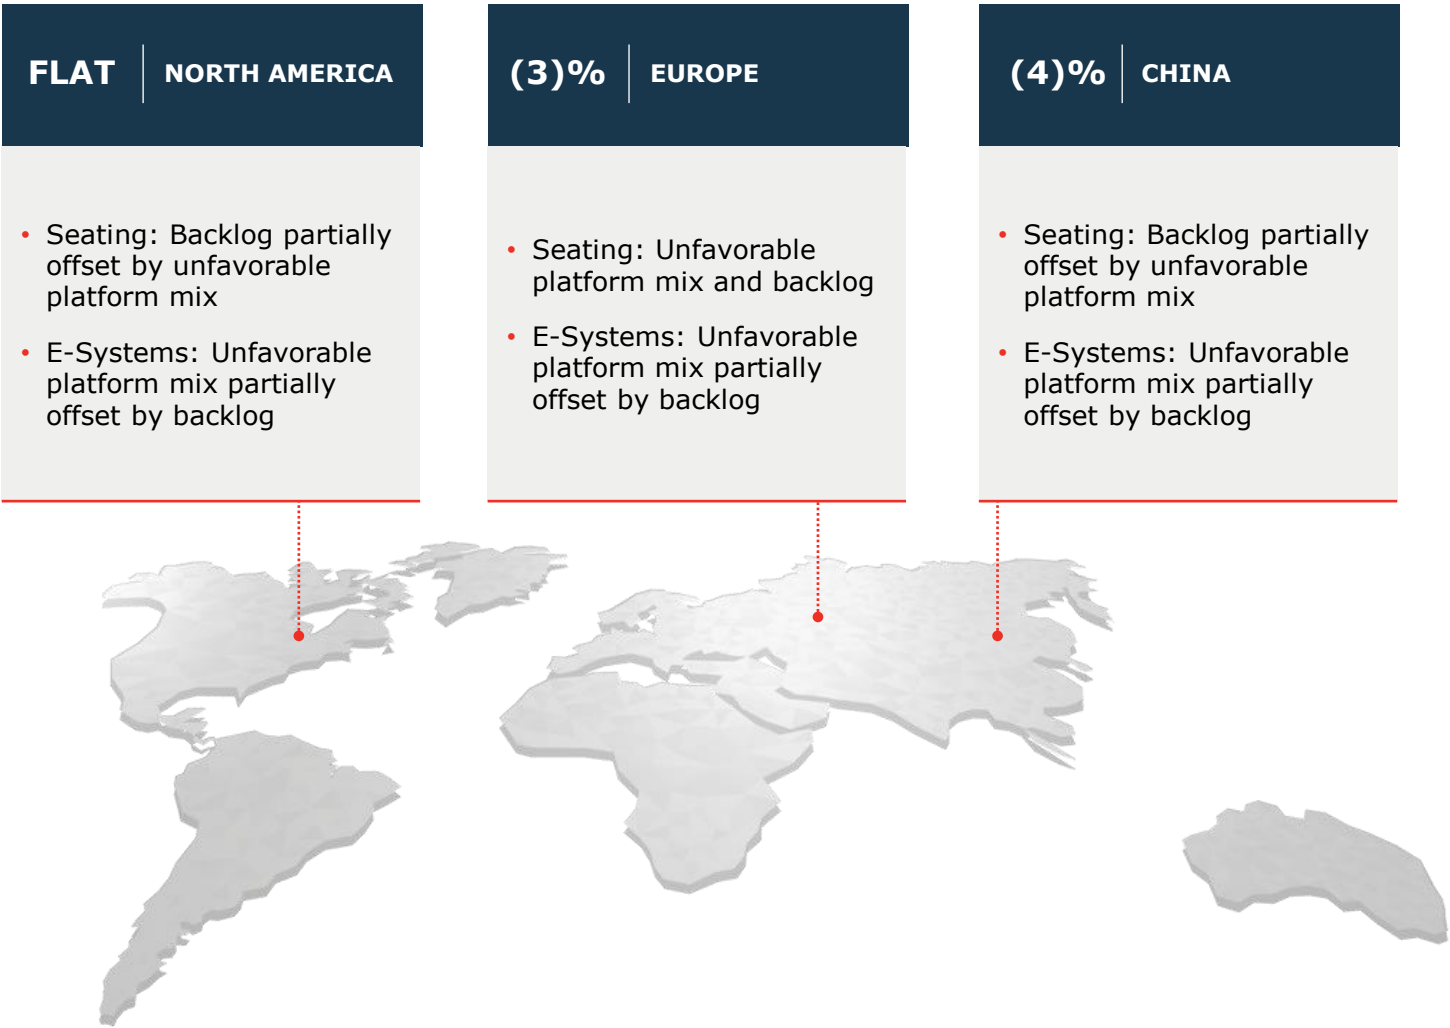 FLAT | NORTH AMERICA
• Seating: Backlog partially
offset by unfavorable
platform mix
• E-Systems: Unfavorable
platform mix partially
offset by backlog
(3)% | EUROPE
• Seating: Unfavorable
platform mix and backlog
• E-Systems: Unfavorable
platform mix partially
offset by backlog
(4)% | CHINA
• Seating: Backlog partially
offset by unfavorable
platform mix
• E-Systems: Unfavorable
platform mix partially
offset by backlog